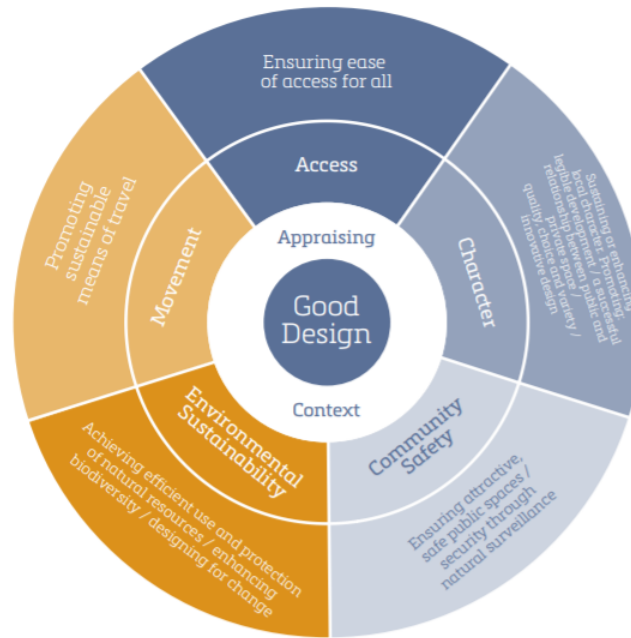 Ensuring ease
of access for all
Access
Sustaining or enhancing
local character. Promoting
legible development / a successful
relationship between public and
private space /
quality, choice and variety /
innovative design
Character
Ensuring attractive,
safe public spaces /
security through
natural surveillance
Community
Safety
Achieving efficient use and protection
of natural resources / enhancing
biodiversity / designing for change
Environmental
Sustainability
Promoting
sustainable
means of travel
Movement
Appraising
Good
Design
Context